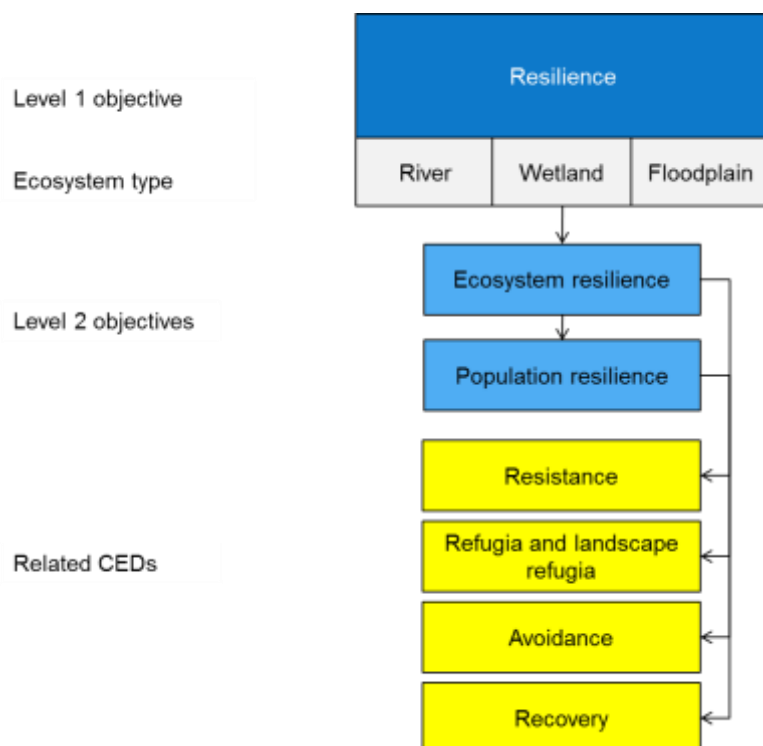 Resilience
Level 1 objective
River
Wetland
Floodplain
Ecosystem type
Ecosystem resilience
Level 2 objectives
Population resilience
Resistance
Refugia and landscape
refugia
Related CEDs
Avoidance
Recovery